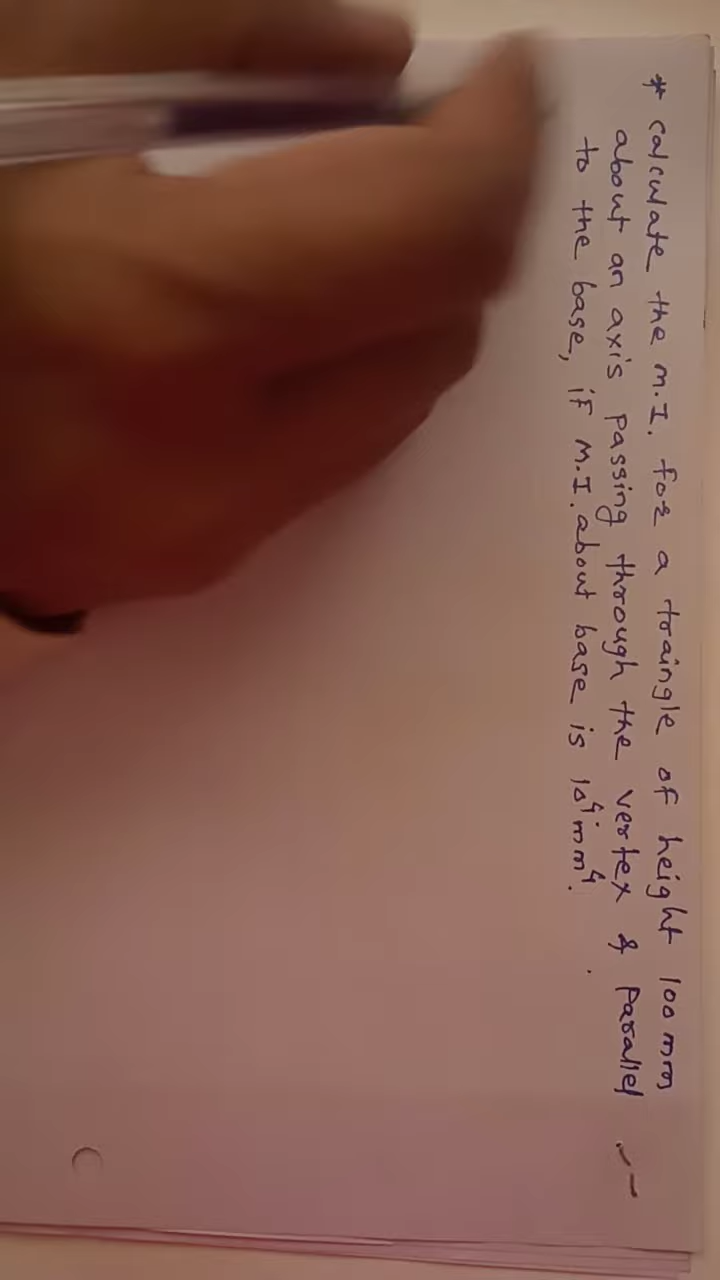 * calculate the M.I. for a traingle of height 100 mm
about an axis passing through the vertex & parallel
to the base, if M.I. about base is 10⁴ mm⁴.